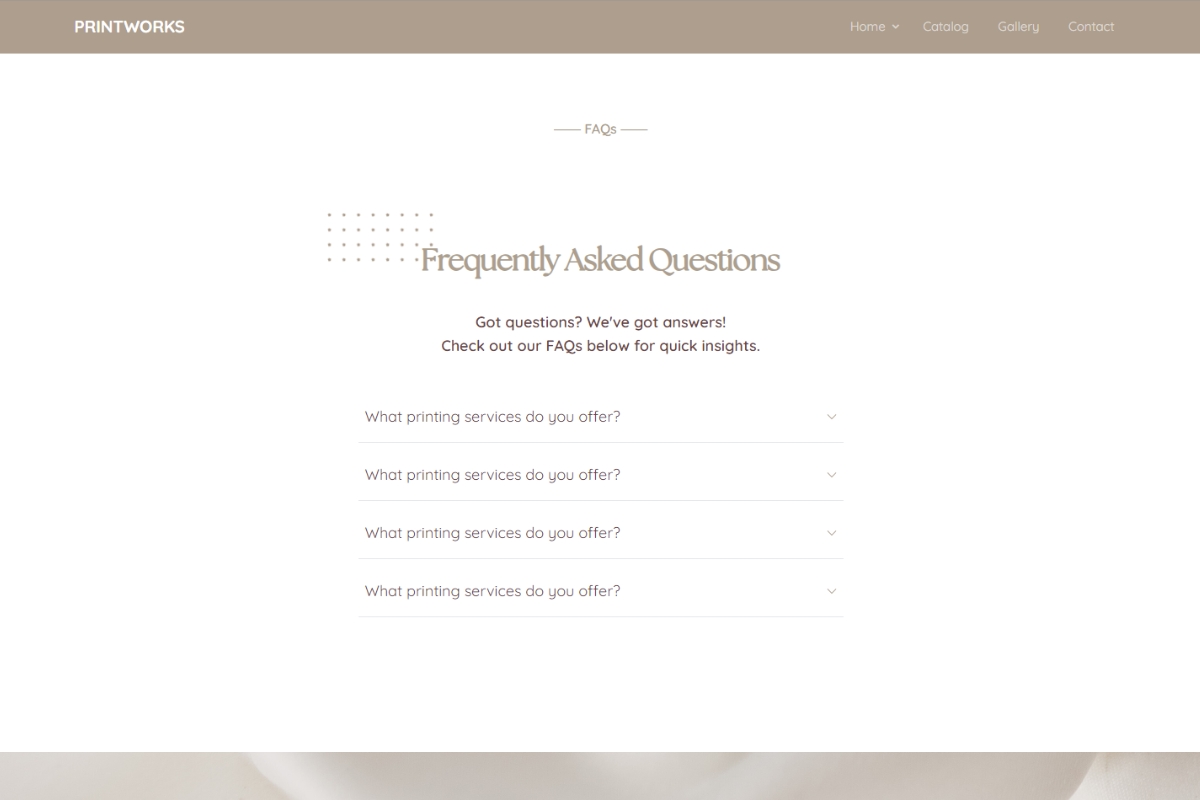 PRINTWORKS
Home Catalog Gallery Contact
FAQs
Frequently Asked Questions
Got questions? We've got answers!
Check out our FAQs below for quick insights.
What printing services do you offer?
What printing services do you offer?
What printing services do you offer?
What printing services do you offer?